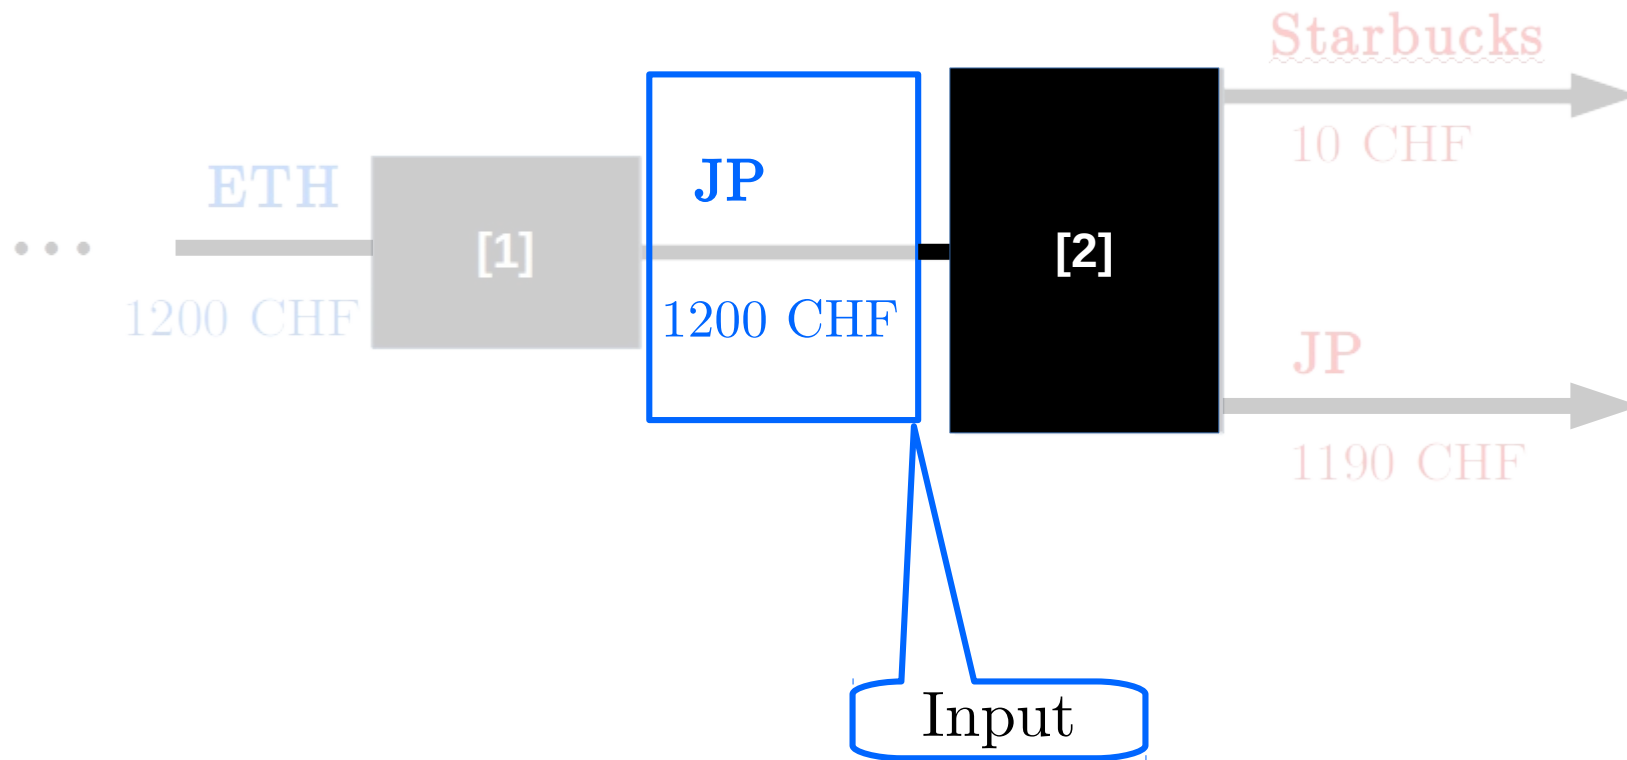 Starbucks
10 CHF
ETH
1200 CHF
[1]
JP
1200 CHF
[2]
JP
1190 CHF
Input